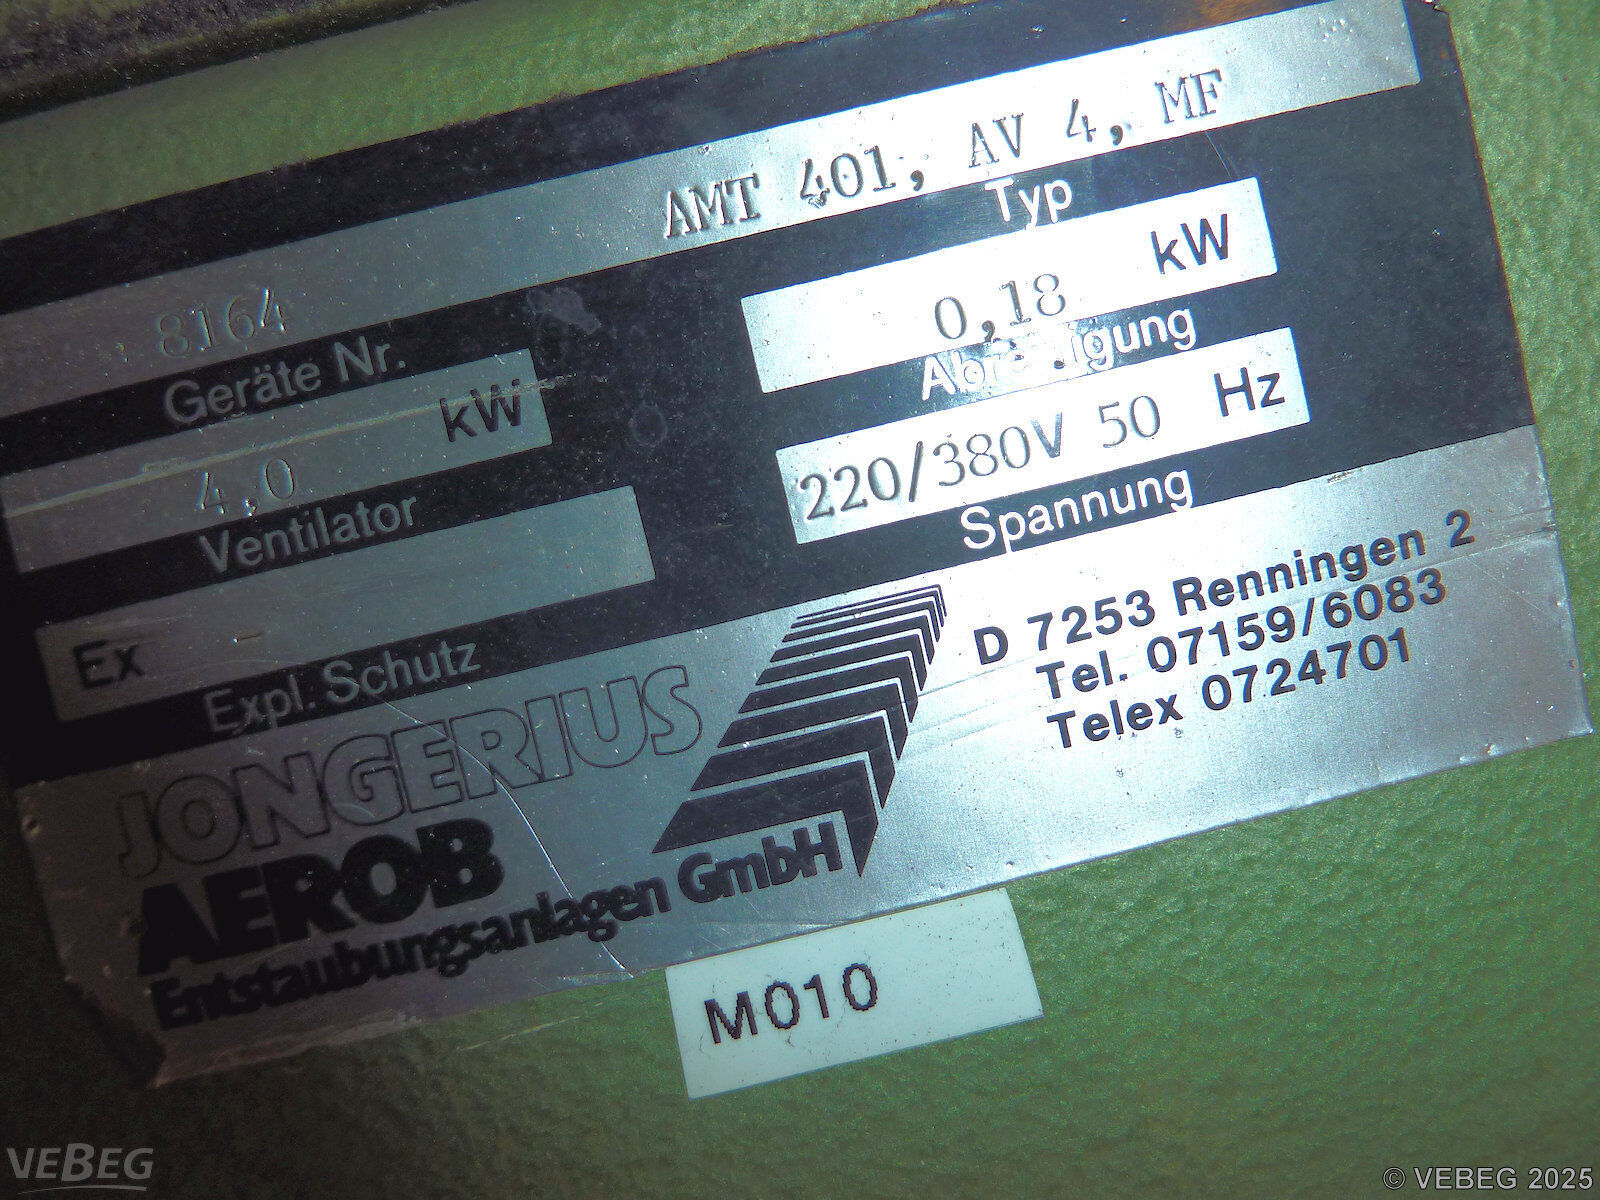 8164 AMT 401, AV 4, MF
Geräte Nr. Typ
4,0 kW 0,18 kW
Ventilator Abreinigung
Ex - 220/380V 50 Hz
Expl. Schutz Spannung
JONGERIUS
AEROB
Entstaubungsanlagen GmbH
D 7253 Renningen 2
Tel. 07159/6083
Telex 0724701
M010
VEBEG
© VEBEG 2025